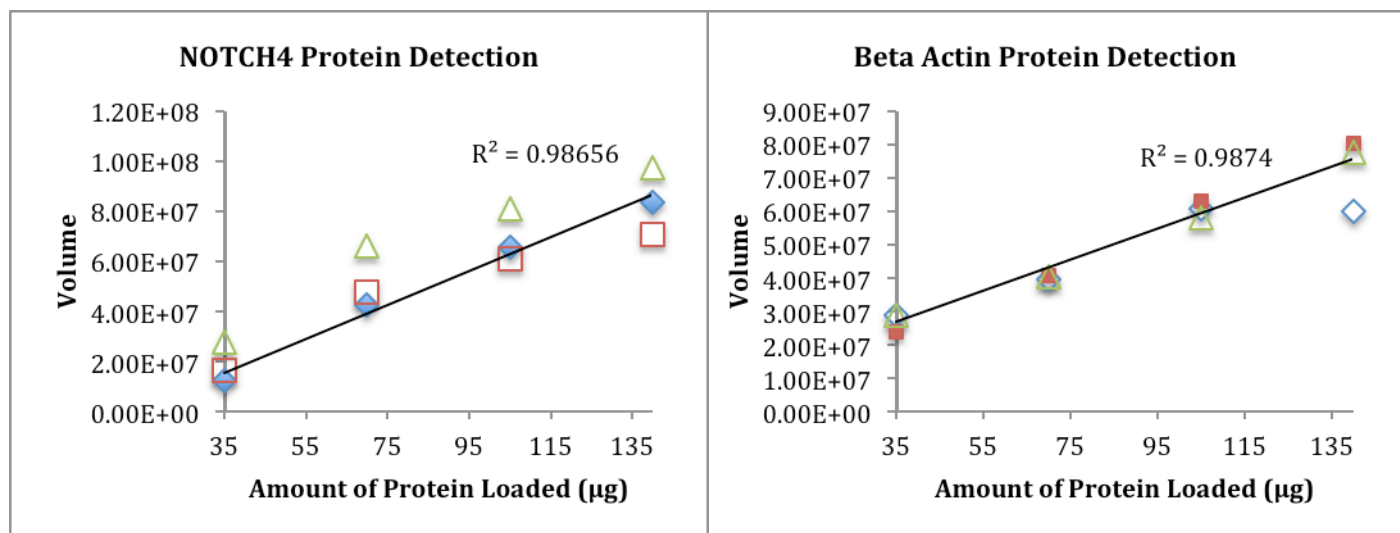 NOTCH4 Protein Detection
1.20E+08
1.00E+08
8.00E+07
6.00E+07
4.00E+07
2.00E+07
0.00E+00
Volume
R² = 0.98656
35 55 75 95 115 135
Amount of Protein Loaded (µg)
Beta Actin Protein Detection
9.00E+07
8.00E+07
7.00E+07
6.00E+07
5.00E+07
4.00E+07
3.00E+07
2.00E+07
1.00E+07
0.00E+00
Volume
R² = 0.9874
35 55 75 95 115 135
Amount of Protein Loaded (µg)